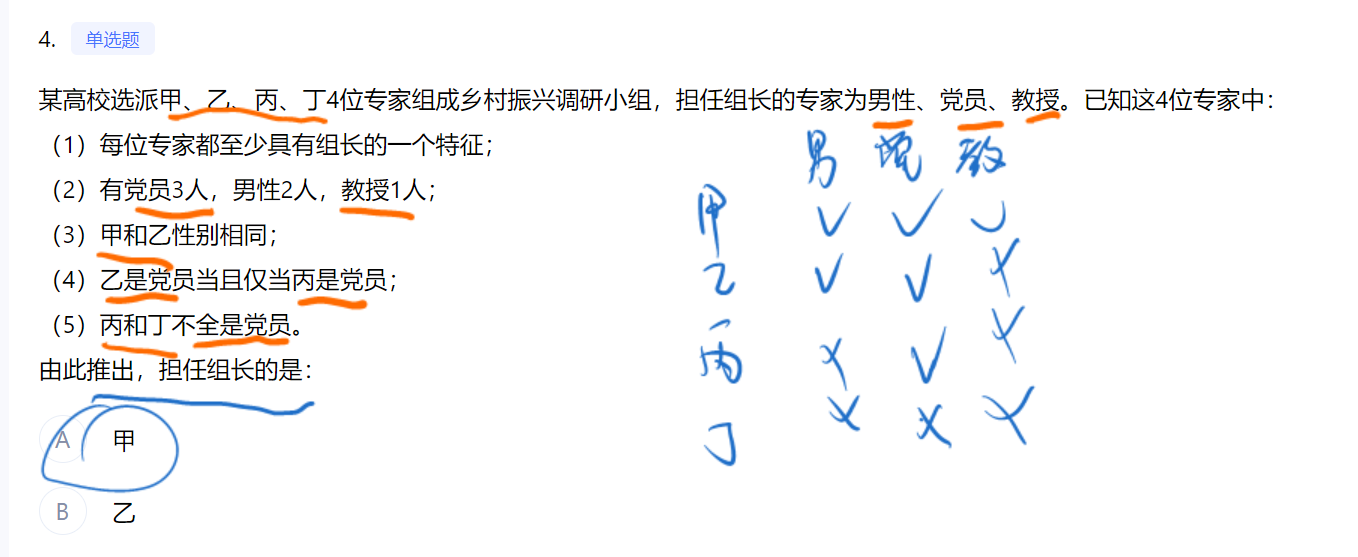 4. 单选题
某高校选派甲、乙、丙、丁4位专家组成乡村振兴调研小组，担任组长的专家为男性、党员、教授。已知这4位专家中：
（1）每位专家都至少具有组长的一个特征；
（2）有党员3人，男性2人，教授1人；
（3）甲和乙性别相同；
（4）乙是党员当且仅当丙是党员；
（5）丙和丁不全是党员。
由此推出，担任组长的是：
A 甲
B 乙
男 教
甲 ✓ ✓ ✓
乙 ✓ ✓ ✗
丙 ✗ ✓ ✗
丁 ✗ ✗ ✗